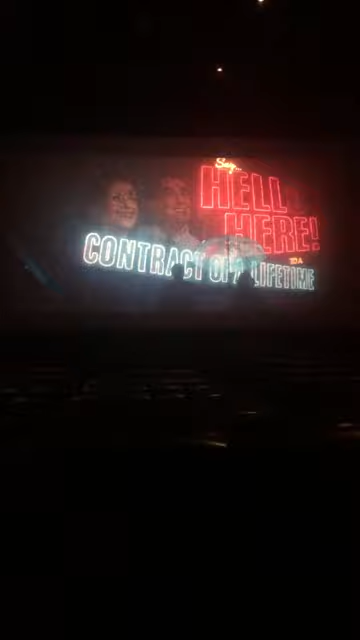 Say...
HELL
HERE!
TO A
CONTRACT OF A LIFETIME